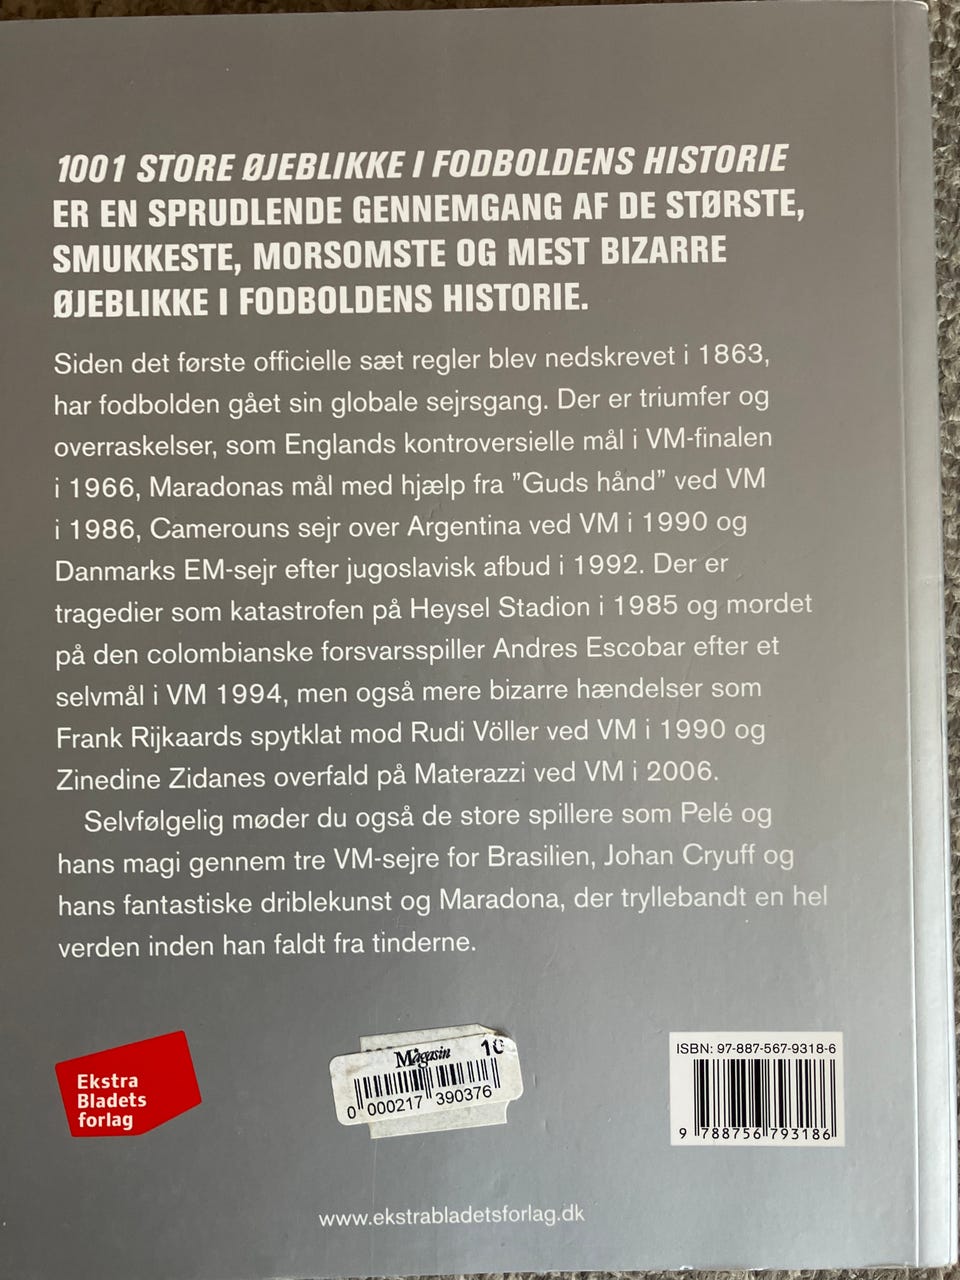 1001 STORE ØJEBLIKKE I FODBOLDENS HISTORIE
ER EN SPRUDLENDE GENNEMGANG AF DE STØRSTE,
SMUKKESTE, MORSOMSTE OG MEST BIZARRE
ØJEBLIKKE I FODBOLDENS HISTORIE.
Siden det første officielle sæt regler blev nedskrevet i 1863,
har fodbolden gået sin globale sejrsgang. Der er triumfer og
overraskelser, som Englands kontroversielle mål i VM-finalen
i 1966, Maradonas mål med hjælp fra ”Guds hånd” ved VM
i 1986, Camerouns sejr over Argentina ved VM i 1990 og
Danmarks EM-sejr efter jugoslavisk afbud i 1992. Der er
tragedier som katastrofen på Heysel Stadion i 1985 og mordet
på den colombianske forsvarsspiller Andres Escobar efter et
selvmål i VM 1994, men også mere bizarre hændelser som
Frank Rijkaards spytklat mod Rudi Völler ved VM i 1990 og
Zinedine Zidanes overfald på Materazzi ved VM i 2006.
Selvfølgelig møder du også de store spillere som Pelé og
hans magi gennem tre VM-sejre for Brasilien, Johan Cryuff og
hans fantastiske driblekunst og Maradona, der tryllebandt en hel
verden inden han faldt fra tinderne.
Ekstra
Bladets
forlag
Magasin
0 000217 390376
ISBN: 97-887-567-9318-6
9 788756 793186
www.ekstrabladetsforlag.dk